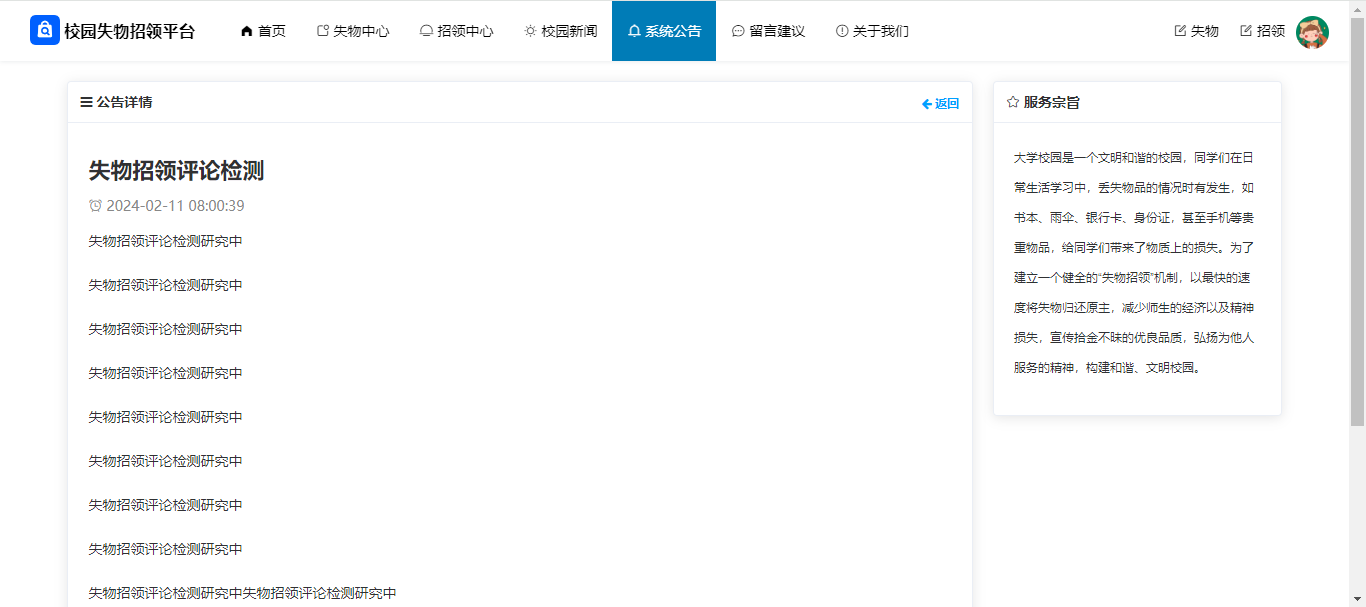 校园失物招领平台 首页 失物中心 招领中心 校园新闻 系统公告 留言建议 关于我们 失物 招领
公告详情 返回
失物招领评论检测
2024-02-11 08:00:39
失物招领评论检测研究中
失物招领评论检测研究中
失物招领评论检测研究中
失物招领评论检测研究中
失物招领评论检测研究中
失物招领评论检测研究中
失物招领评论检测研究中
失物招领评论检测研究中
失物招领评论检测研究中失物招领评论检测研究中
服务宗旨
大学校园是一个文明和谐的校园，同学们在日
常生活学习中，丢失物品的情况时有发生，如
书本、雨伞、银行卡、身份证，甚至手机等贵
重物品，给同学们带来了物质上的损失。为了
建立一个健全的“失物招领”机制，以最快的速
度将失物归还原主，减少师生的经济以及精神
损失，宣传拾金不昧的优良品质，弘扬为他人
服务的精神，构建和谐、文明校园。